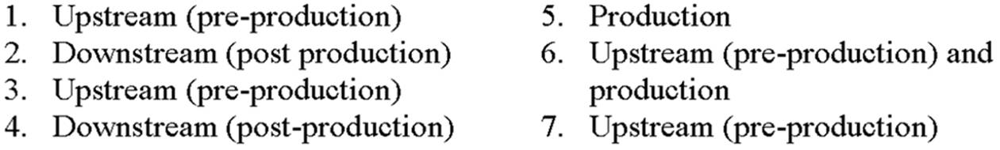 1. Upstream (pre-production)
2. Downstream (post production)
3. Upstream (pre-production)
4. Downstream (post-production)
5. Production
6. Upstream (pre-production) and
production
7. Upstream (pre-production)